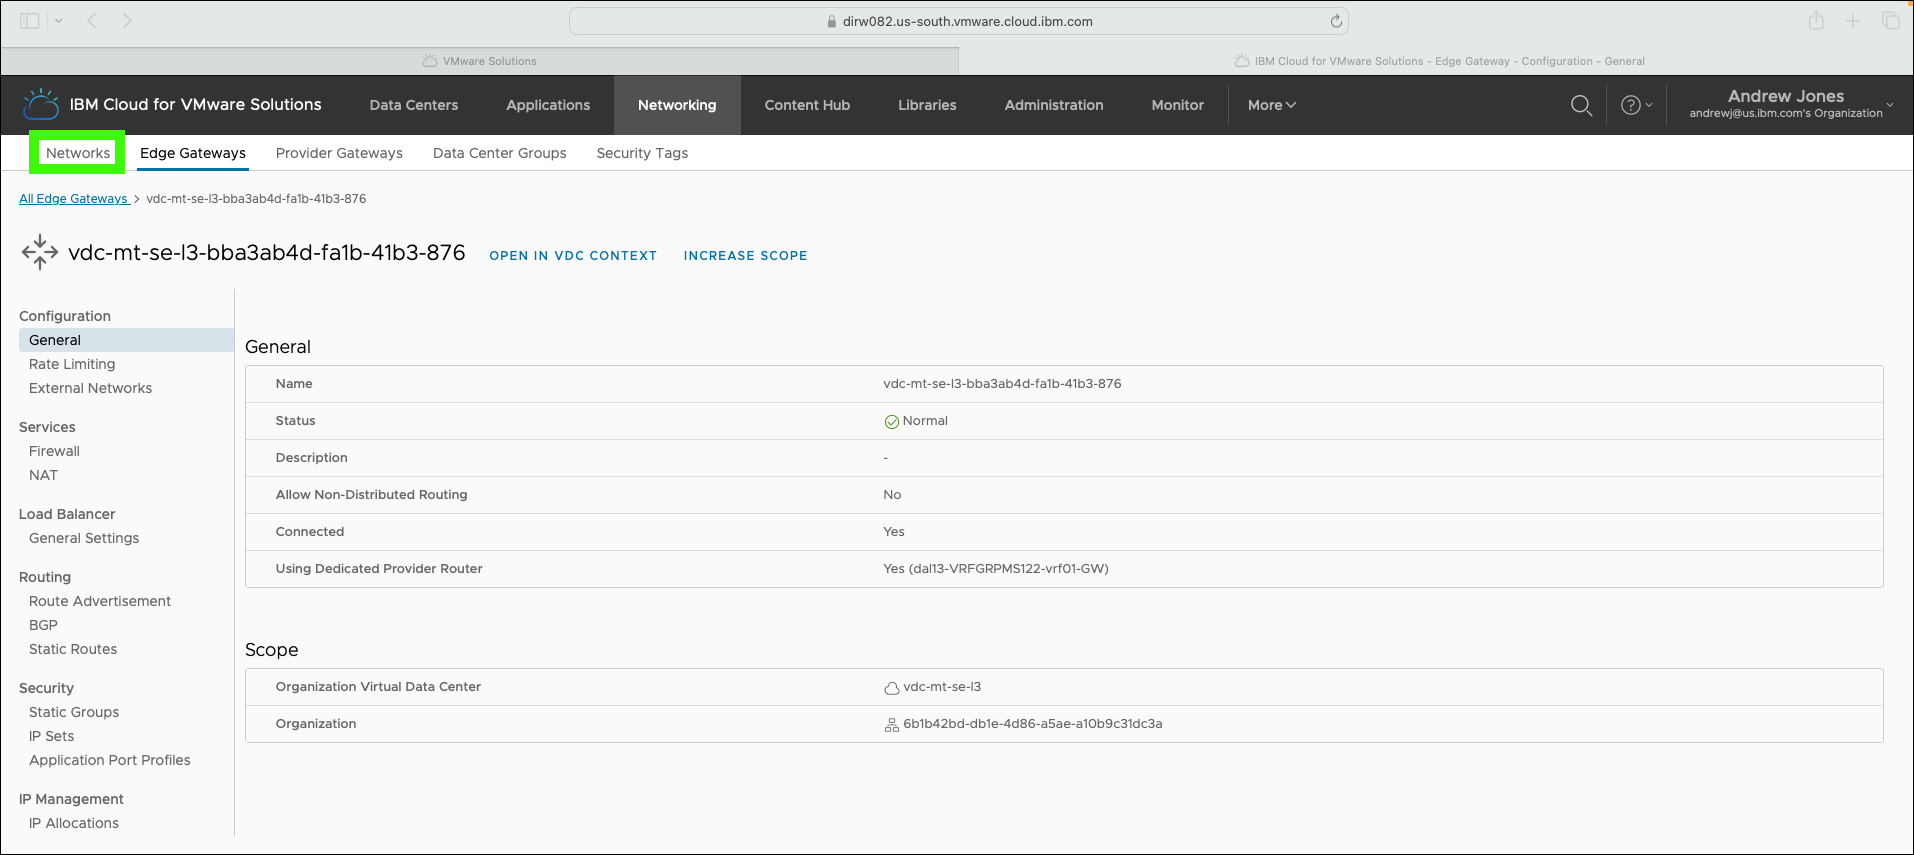 dirw082.us-south.vmware.cloud.ibm.com
VMware Solutions
IBM Cloud for VMware Solutions - Edge Gateway - Configuration - General
IBM Cloud for VMware Solutions Data Centers Applications Networking Content Hub Libraries Administration Monitor More
Andrew Jones
andrewj@us.ibm.com's Organization
Networks Edge Gateways Provider Gateways Data Center Groups Security Tags
All Edge Gateways > vdc-mt-se-l3-bba3ab4d-fa1b-41b3-876
vdc-mt-se-l3-bba3ab4d-fa1b-41b3-876 OPEN IN VDC CONTEXT INCREASE SCOPE
Configuration
General
Rate Limiting
External Networks
Services
Firewall
NAT
Load Balancer
General Settings
Routing
Route Advertisement
BGP
Static Routes
Security
Static Groups
IP Sets
Application Port Profiles
IP Management
IP Allocations
General
Name vdc-mt-se-l3-bba3ab4d-fa1b-41b3-876
Status Normal
Description -
Allow Non-Distributed Routing No
Connected Yes
Using Dedicated Provider Router Yes (dal13-VRFGRPMS122-vrf01-GW)
Scope
Organization Virtual Data Center vdc-mt-se-l3
Organization 6b1b42bd-db1e-4d86-a5ae-a10b9c31dc3a